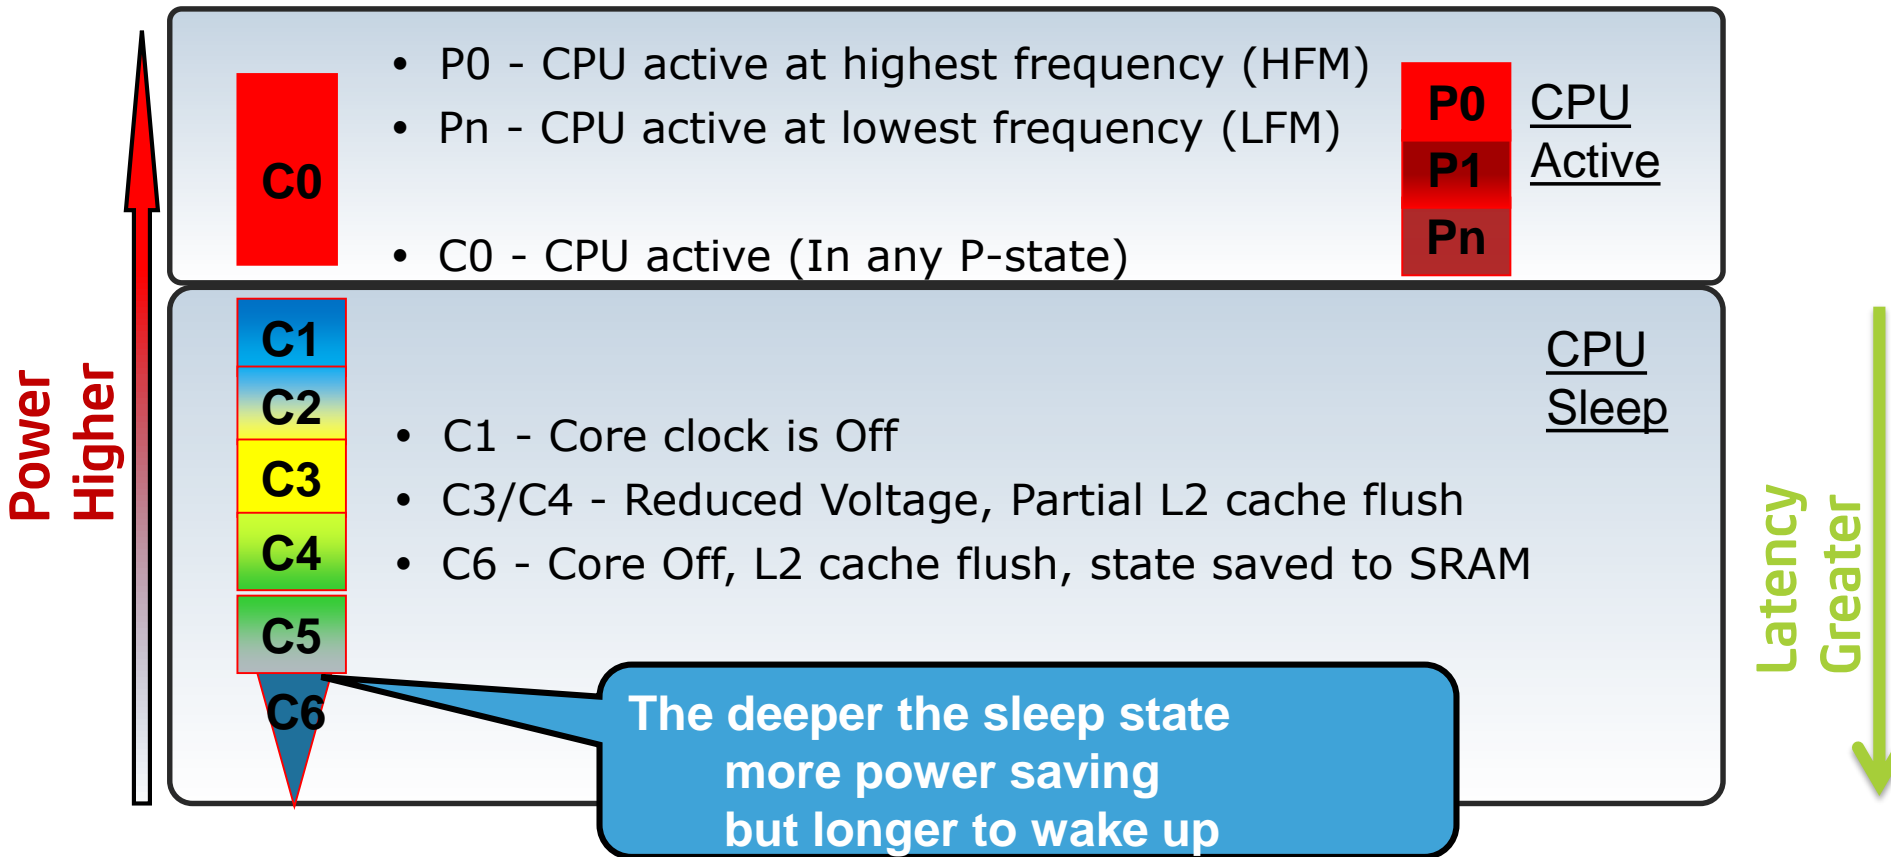 Power
Higher
C0
• P0 - CPU active at highest frequency (HFM)
• Pn - CPU active at lowest frequency (LFM)
• C0 - CPU active (In any P-state)
P0
P1
Pn
CPU
Active
C1
C2
C3
C4
C5
C6
• C1 - Core clock is Off
• C3/C4 - Reduced Voltage, Partial L2 cache flush
• C6 - Core Off, L2 cache flush, state saved to SRAM
CPU
Sleep
The deeper the sleep state
more power saving
but longer to wake up
Latency
Greater